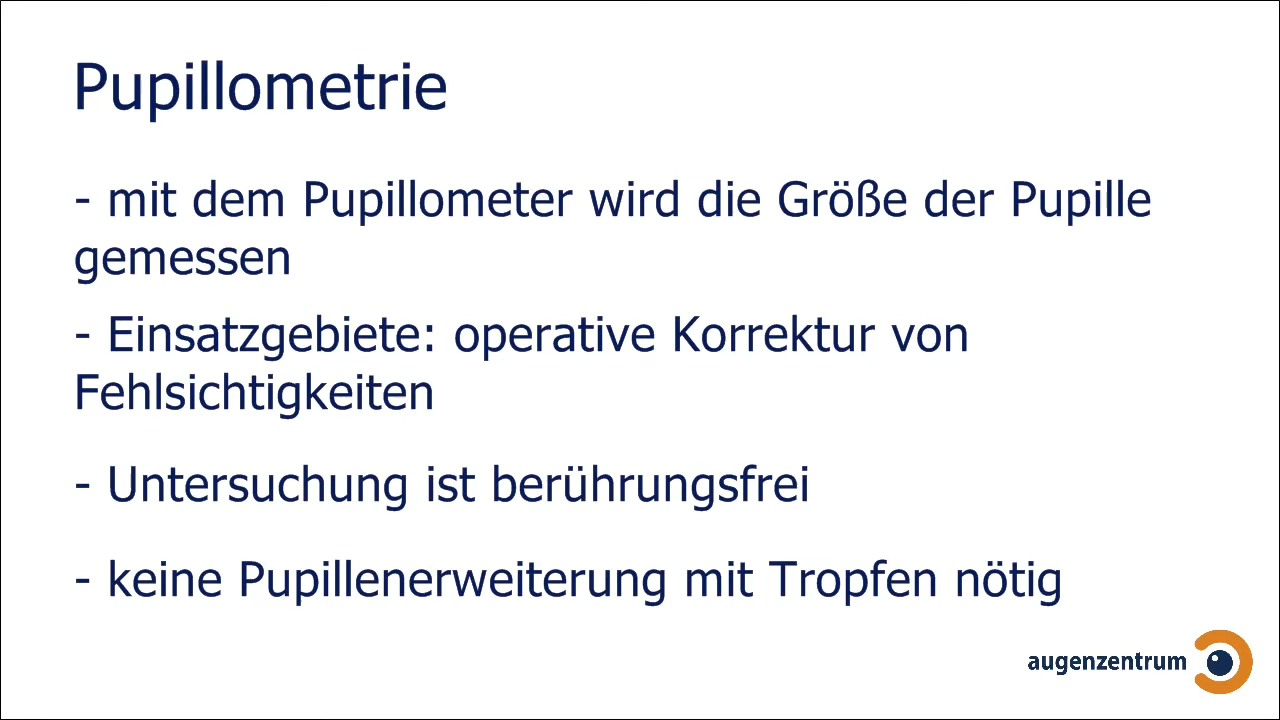 Pupillometrie
- mit dem Pupillometer wird die Größe der Pupille
gemessen
- Einsatzgebiete: operative Korrektur von
Fehlsichtigkeiten
- Untersuchung ist berührungsfrei
- keine Pupillenerweiterung mit Tropfen nötig
augenzentrum